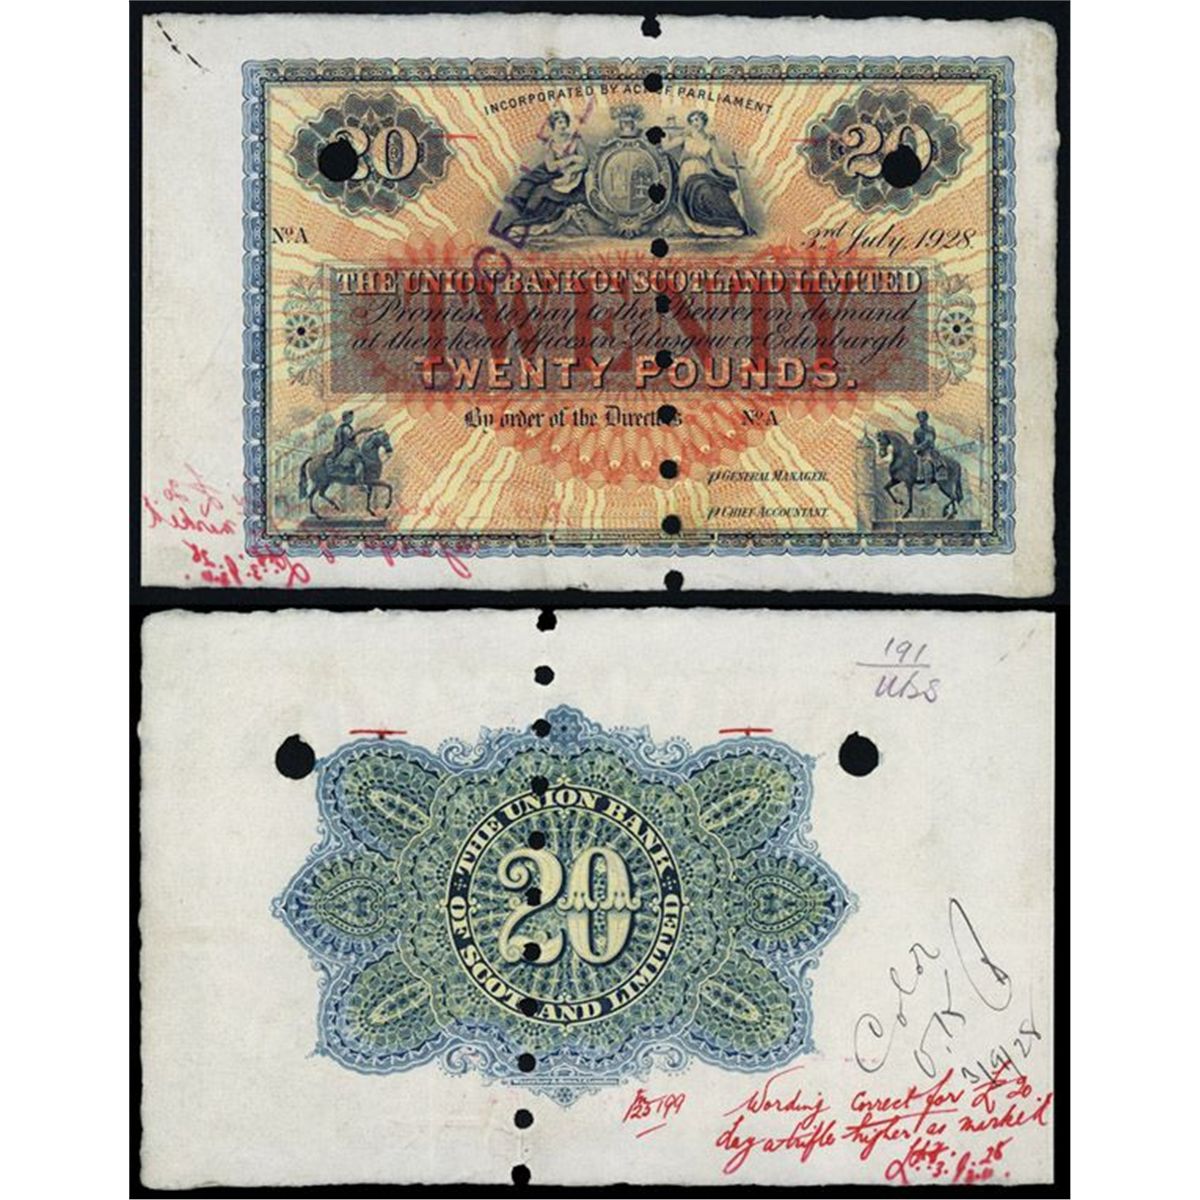 INCORPORATED BY ACT OF PARLIAMENT
20 20
No. A 3rd July, 1928.
THE UNION BANK OF SCOTLAND LIMITED
Promise to pay to the Bearer on demand
at their head offices in Glasgow or Edinburgh
TWENTY
TWENTY POUNDS.
By order of the Directors No. A
p GENERAL MANAGER.
p CHIEF ACCOUNTANT.
191
THE UNION BANK
20
OF SCOTLAND LIMITED
Color
O.K
3/9/28
Wording correct for £20.
lay a trifle higher as marked